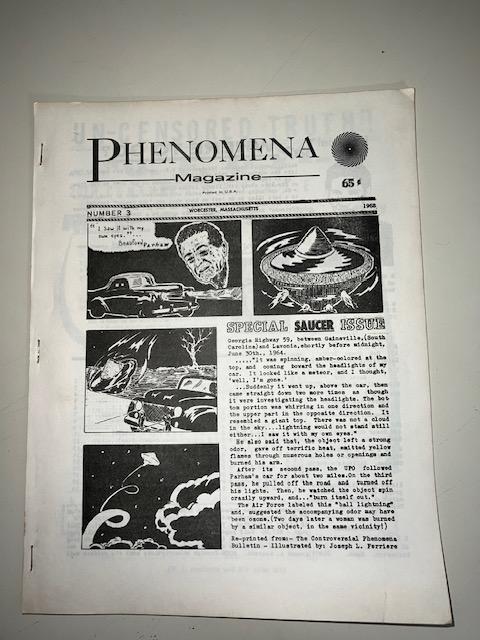 PHENOMENA
Magazine
Printed in U.S.A.
65¢
NUMBER 3 WORCESTER, MASSACHUSETTS 1968
"I saw it with my
own eyes."...
Beauford Parham
SPECIAL SAUCER ISSUE
Georgia Highway 59, between Gainsville,(South
Carolina)and Lavonia,shortly before midnight,
June 30th., 1964.
....."It was spinning, amber-colored at the
top, and coming toward the headlights of my
car. It looked like a meteor, and I thought,
'well, I'm gone.'
...Suddenly it went up, above the car, then
came straight down two more times as though
it were investigating the headlights. The bot
tom portion was whirring in one direction and
the upper part in the opposite direction. It
resembled a giant top. There was not a cloud
in the sky....lightning would not stand still
either...I saw it with my own eyes."
He also said that, the object left a strong
odor, gave off terrific heat, emitted yellow
flames through numerous holes or openings and
burned his arm.
After its second pass, the UFO followed
Parham's car for about two miles.On the third
pass, he pulled off the road and turned off
his lights. Then, he watched the object spin
crazily upward, and..."burn itself out."
The Air Force labeled this "ball lightning"
and, suggested the accompanying odor may have
been ozone.(Two days later a woman was burned
by a similar object, in the same vicinity!)
Re-printed from:- The Controversial Phenomena
Bulletin - Illustrated by: Joseph L. Ferriere
UN-CENSORED TRUTH